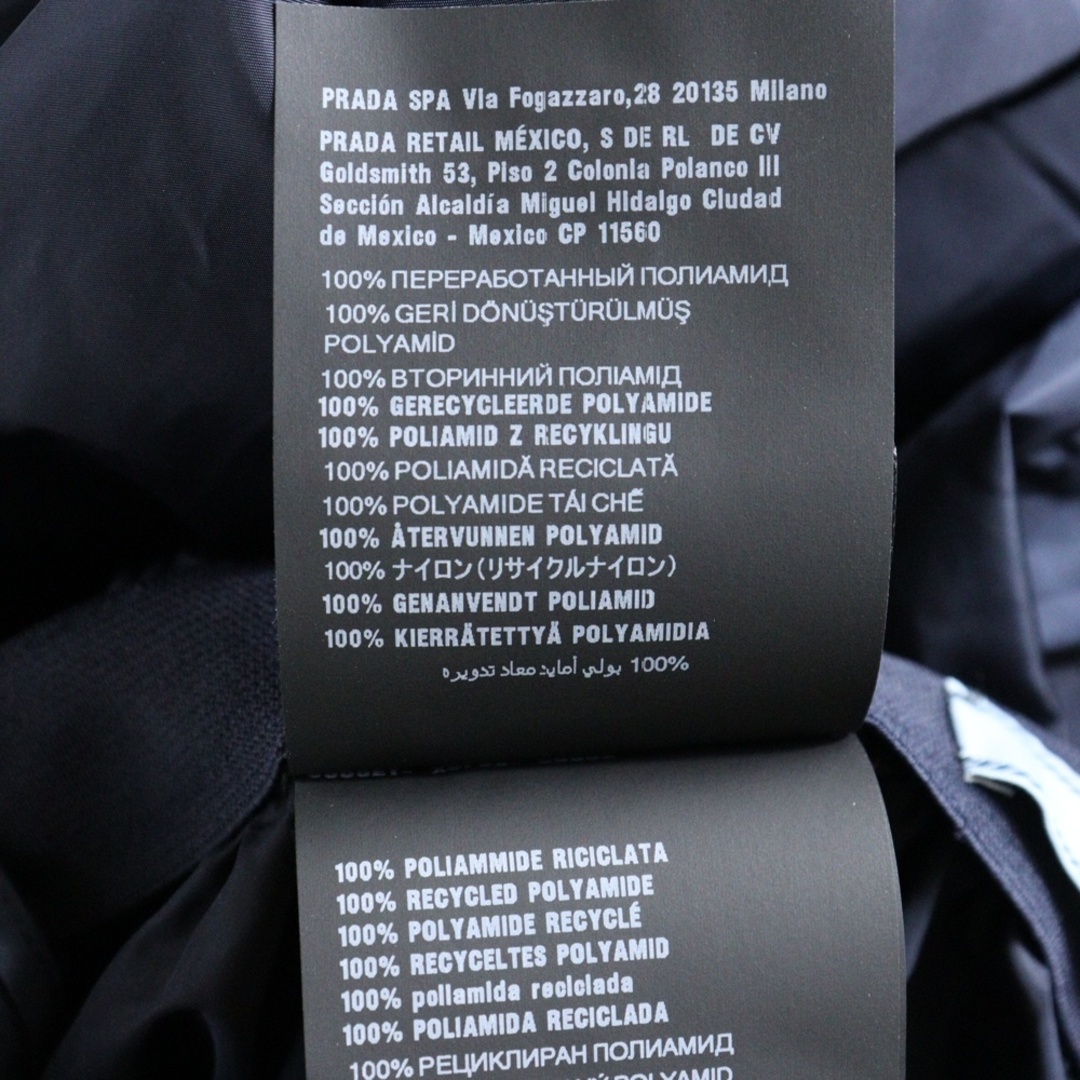 PRADA SPA Via Fogazzaro,28 20135 Milano
PRADA RETAIL MÉXICO, S DE RL DE CV
Goldsmith 53, Piso 2 Colonia Polanco III
Sección Alcaldía Miguel Hidalgo Ciudad
de Mexico - Mexico CP 11560
100% ПЕРЕРАБОТАННЫЙ ПОЛИАМИД
100% GERİ DÖNÜŞTÜRÜLMÜŞ
POLYAMİD
100% ВТОРИННИЙ ПОЛІАМІД
100% GERECYCLEERDE POLYAMIDE
100% POLIAMID Z RECYKLINGU
100% POLIAMIDĂ RECICLATĂ
100% POLYAMIDE TÁI CHẾ
100% ÅTERVUNNEN POLYAMID
100% ナイロン(リサイクルナイロン)
100% GENANVENDT POLIAMID
100% KIERRÄTETTYÄ POLYAMIDIA
100% بولي أمايد معاد تدويره
100% POLIAMMIDE RICICLATA
100% RECYCLED POLYAMIDE
100% POLYAMIDE RECYCLÉ
100% RECYCELTES POLYAMID
100% poliamida reciclada
100% POLIAMIDA RECICLADA
100% РЕЦИКЛИРАН ПОЛИАМИД
POLYAMID